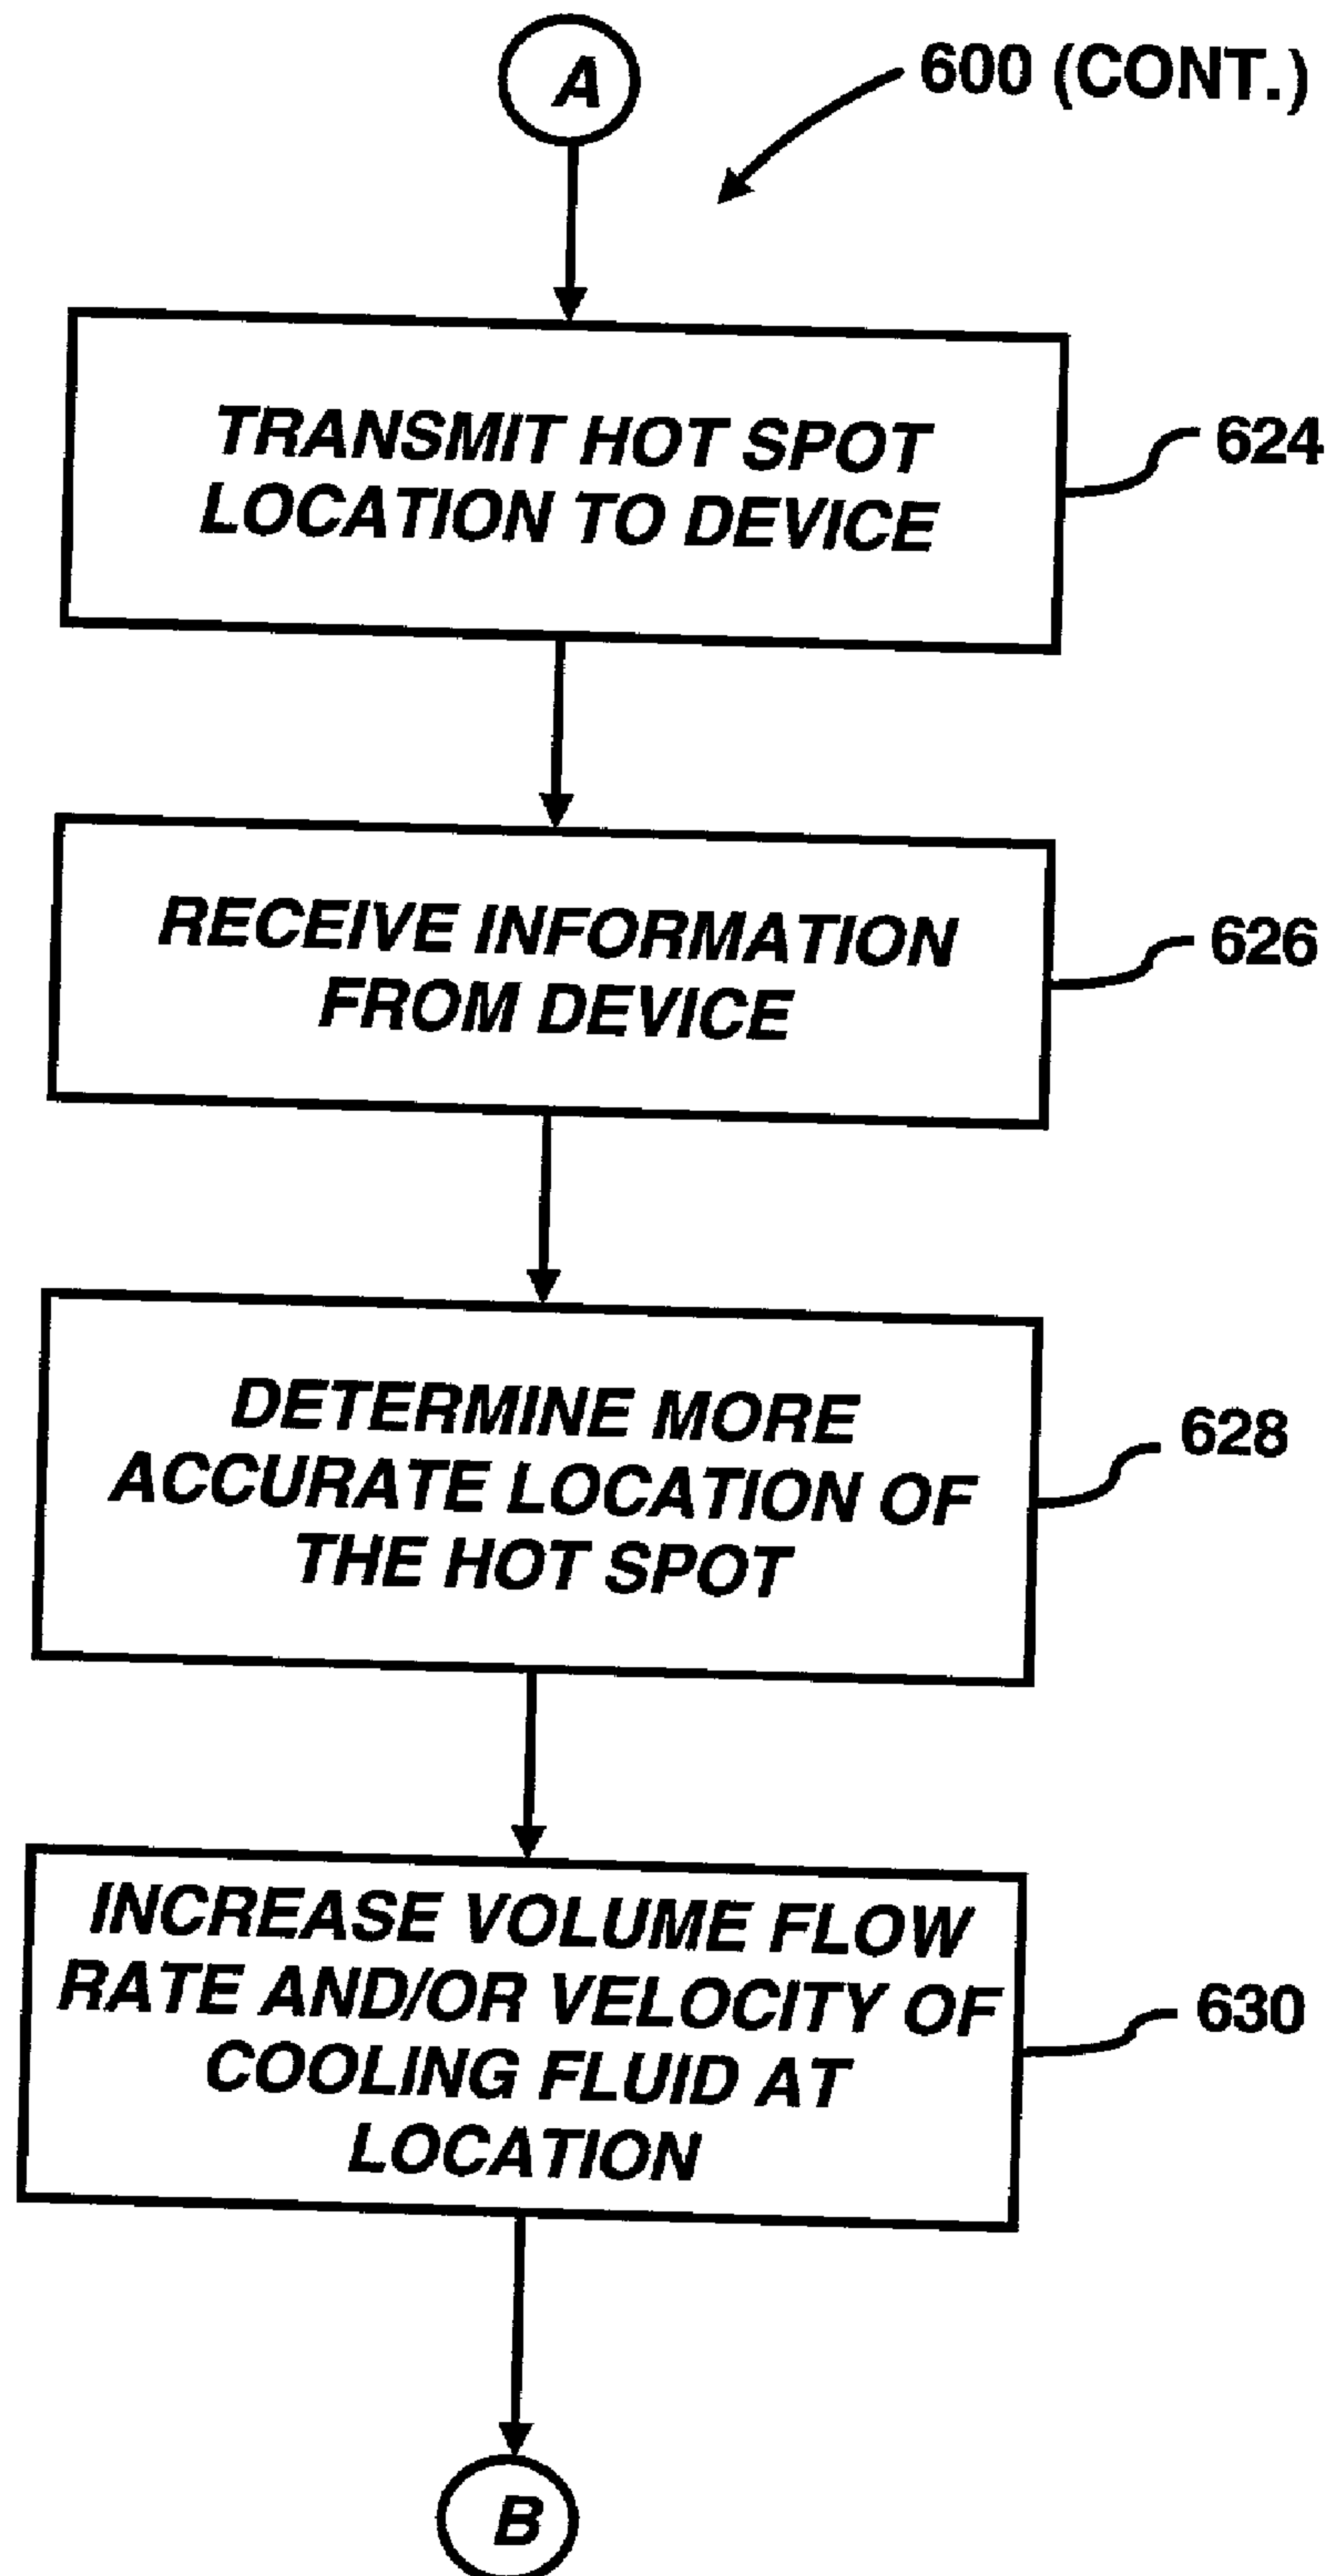 A
600 (CONT.)
TRANSMIT HOT SPOT
LOCATION TO DEVICE
624
RECEIVE INFORMATION
FROM DEVICE
626
DETERMINE MORE
ACCURATE LOCATION OF
THE HOT SPOT
628
INCREASE VOLUME FLOW
RATE AND/OR VELOCITY OF
COOLING FLUID AT
LOCATION
630
B